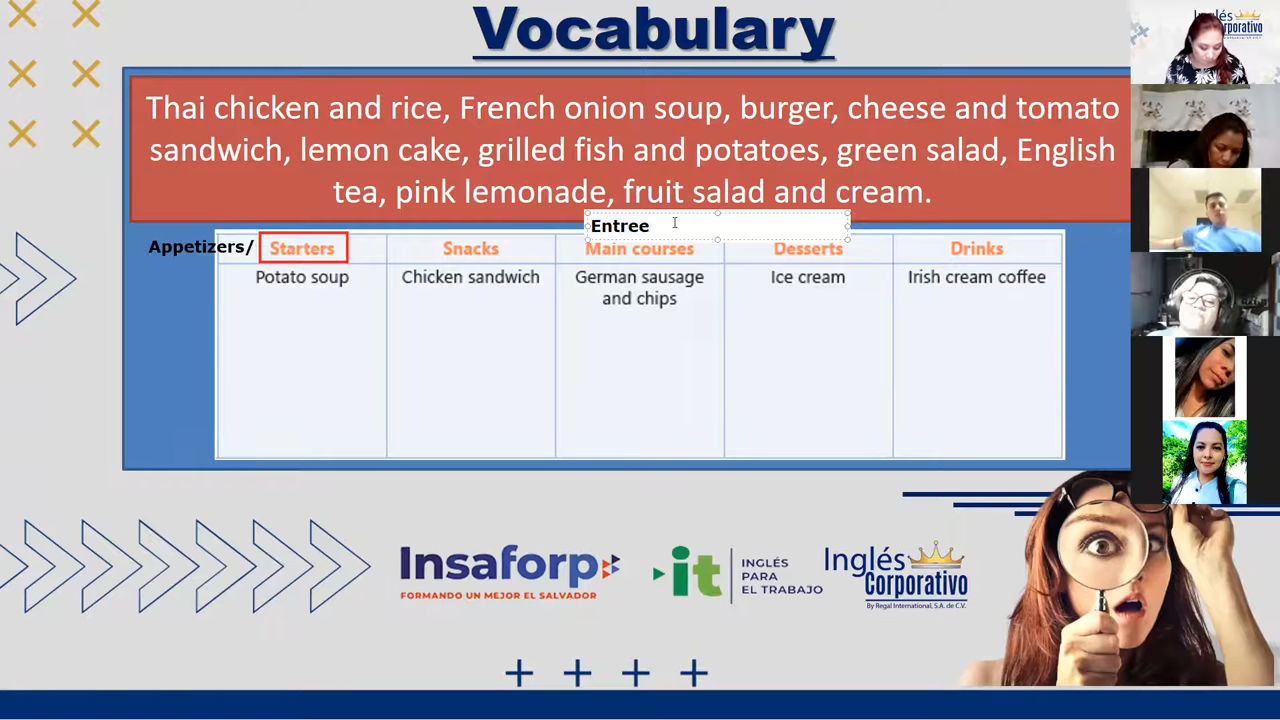 Vocabulary
Inglés
Corporativo
Thai chicken and rice, French onion soup, burger, cheese and tomato
sandwich, lemon cake, grilled fish and potatoes, green salad, English
tea, pink lemonade, fruit salad and cream.
Entree
Appetizers/ Starters Snacks Main courses Desserts Drinks
Potato soup Chicken sandwich German sausage Ice cream Irish cream coffee
and chips
Insaforp
FORMANDO UN MEJOR EL SALVADOR
it INGLÉS
PARA
EL TRABAJO
Inglés
Corporativo
By Regal International, S.A. de C.V.